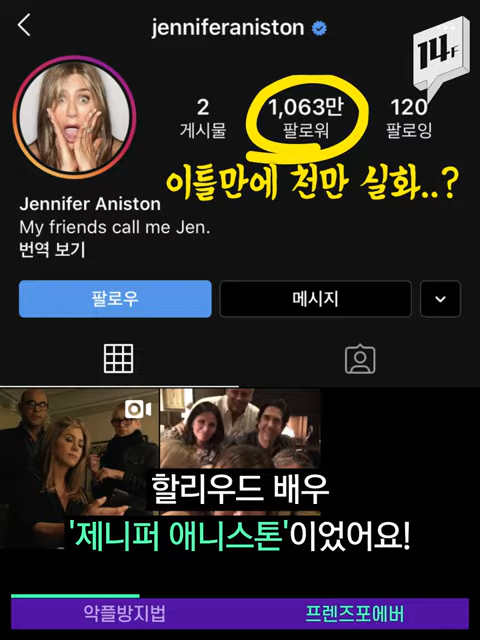 jenniferaniston
14F
2
1,063만
120
게시물
팔로워
팔로잉
이틀만에 천만 실화..?
Jennifer Aniston
My friends call me Jen.
번역 보기
팔로우
메시지
할리우드 배우
'제니퍼 애니스톤'이었어요!
악플방지법
프렌즈포에버